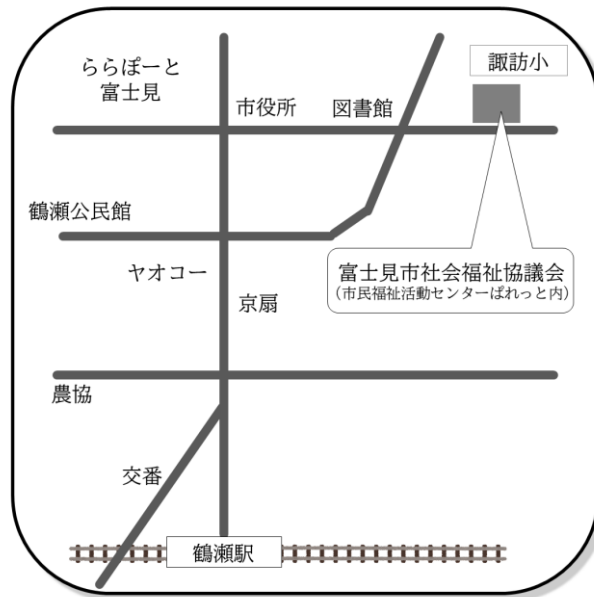 ららぽーと
富士見
諏訪小
市役所
図書館
鶴瀬公民館
ヤオコー
京扇
富士見市社会福祉協議会
（市民福祉活動センターぱれっと内）
農協
交番
鶴瀬駅